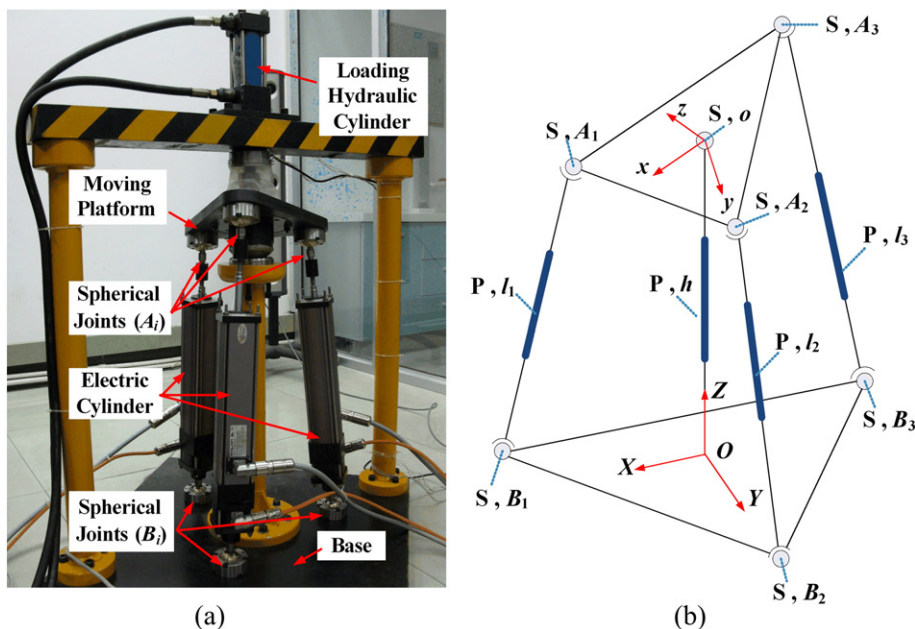 Loading
Hydraulic
Cylinder
Moving
Platform
Spherical
Joints (Ai)
Electric
Cylinder
Spherical
Joints (Bi)
Base
(a)
S , A3
z
S , o
S , A1
x
y
S , A2
P , l1
P , h
P , l3
P , l2
Z
S , B3
X
O
Y
S , B1
S , B2
(b)